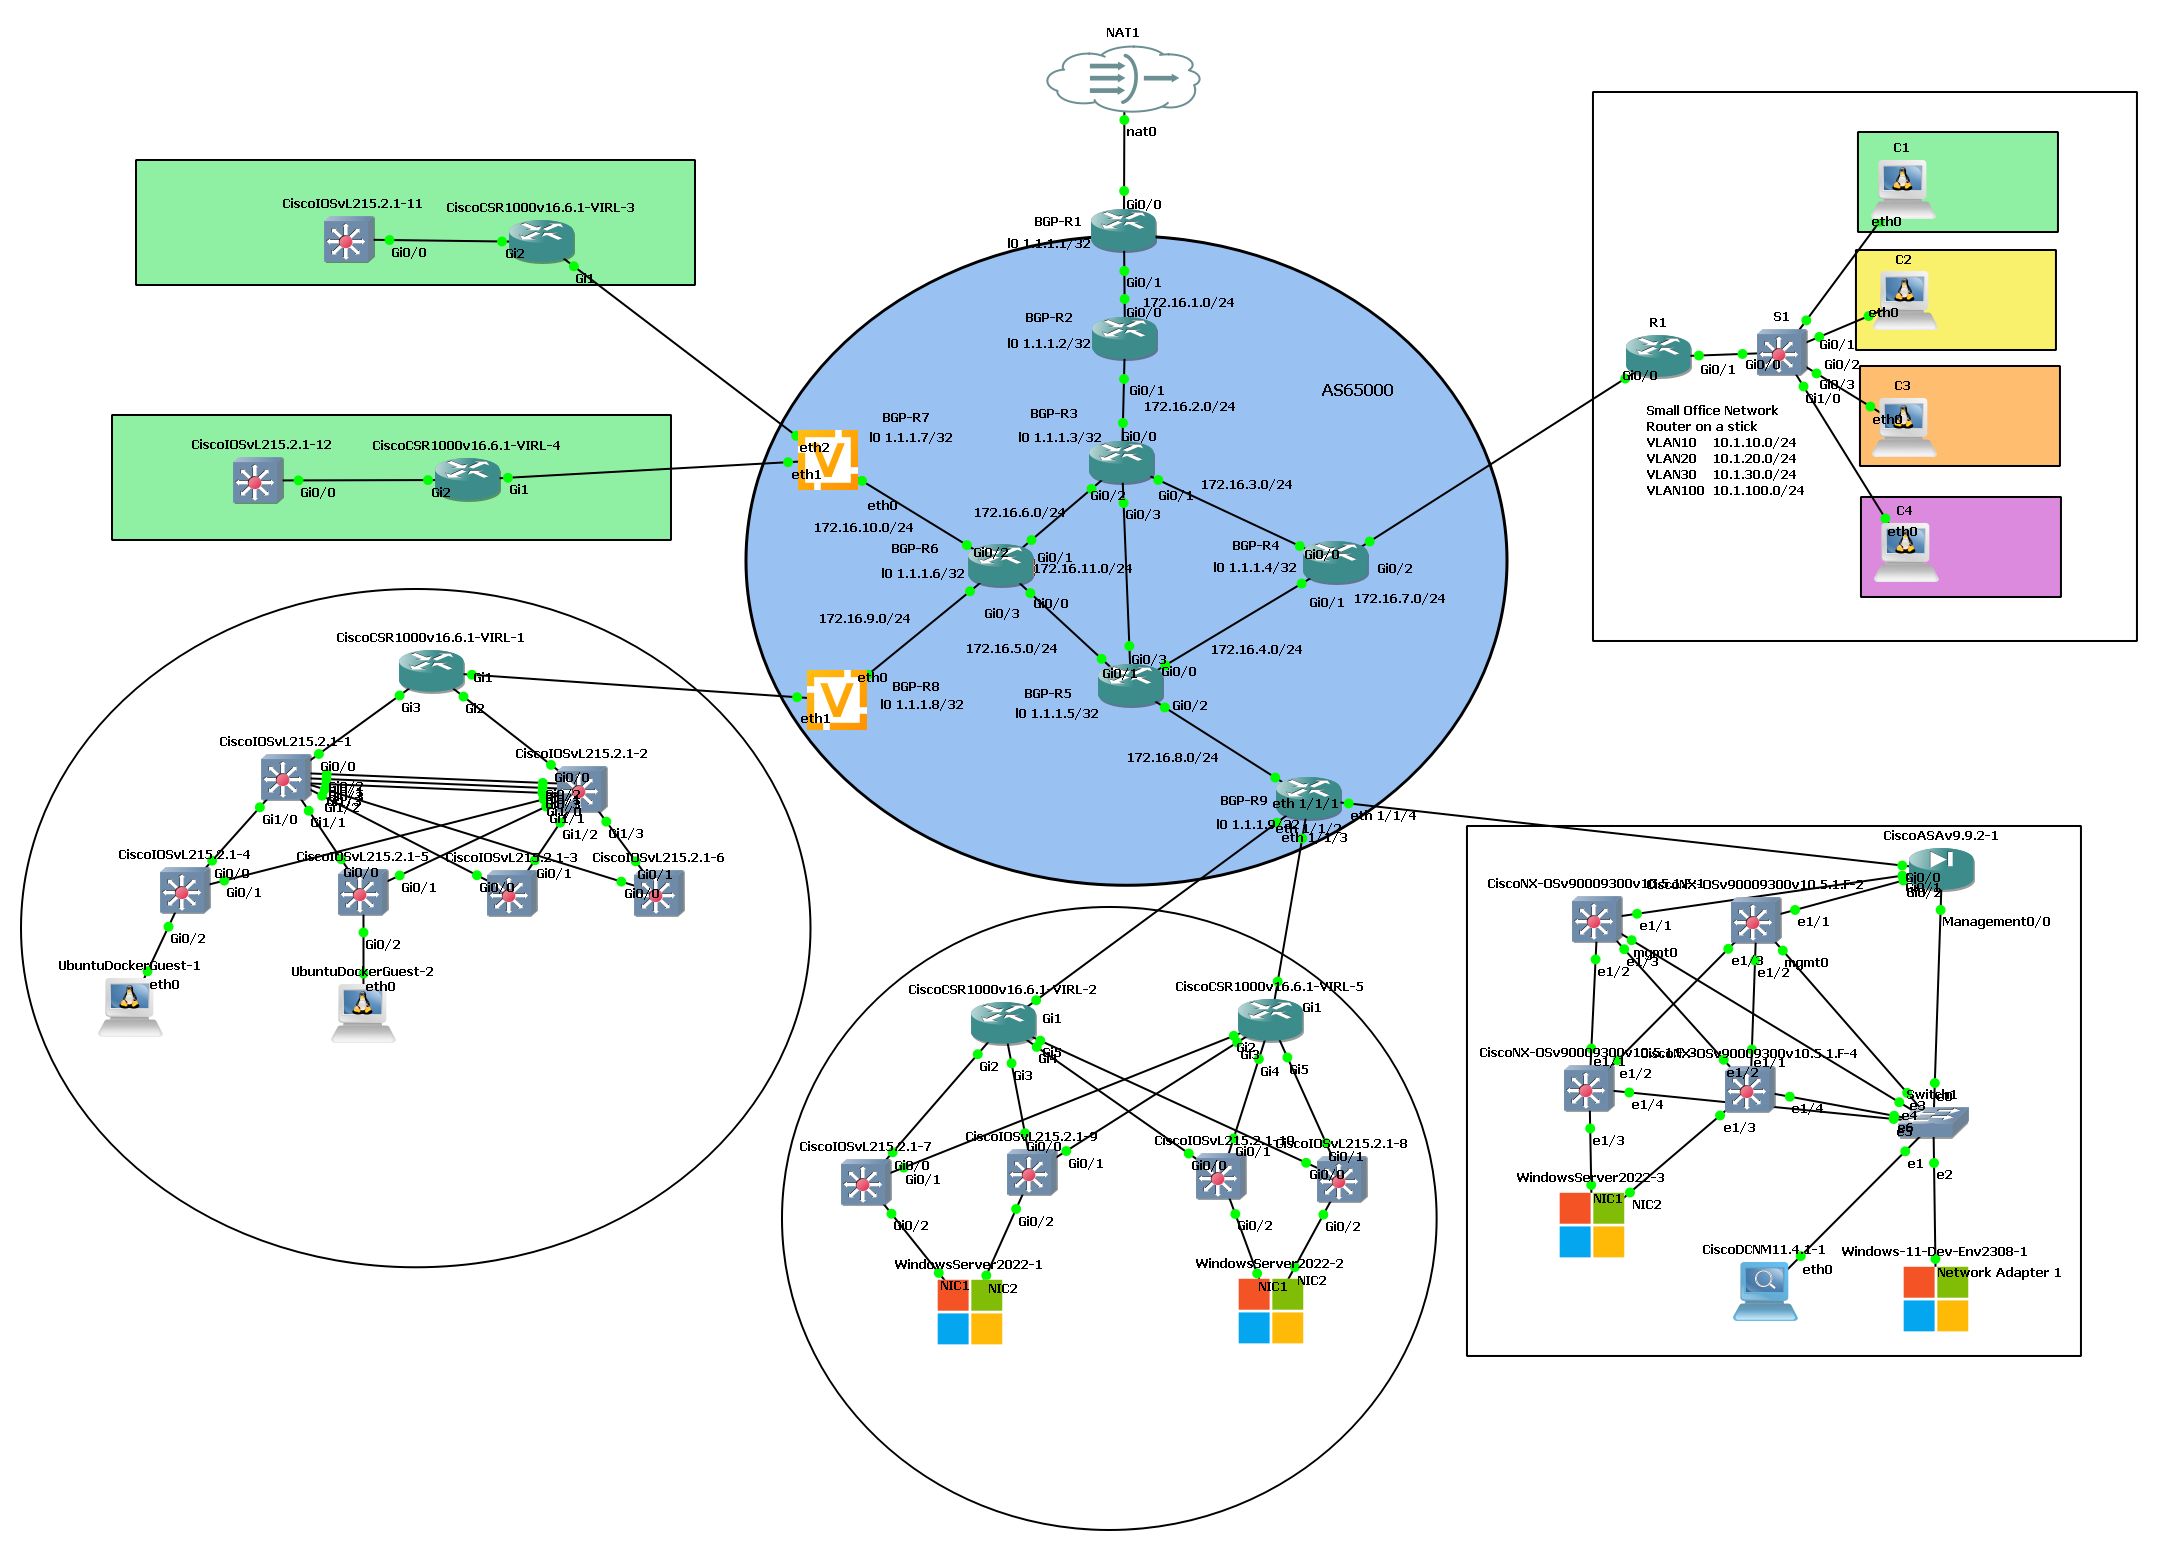 NAT1
nat0
Gi0/0
BGP-R1
l0 1.1.1.1/32
Gi0/1
172.16.1.0/24
Gi0/0
BGP-R2
l0 1.1.1.2/32
Gi0/1
172.16.2.0/24
AS65000
BGP-R3
l0 1.1.1.3/32
Gi0/0
Gi0/2
Gi0/1
Gi0/3
172.16.3.0/24
172.16.6.0/24
BGP-R7
l0 1.1.1.7/32
eth2
eth1
eth0
172.16.10.0/24
BGP-R6
l0 1.1.1.6/32
Gi0/2
Gi0/1
172.16.11.0/24
Gi0/0
Gi0/3
172.16.9.0/24
172.16.5.0/24
BGP-R4
l0 1.1.1.4/32
Gi0/0
Gi0/2
Gi0/1
172.16.7.0/24
172.16.4.0/24
Gi0/3
Gi0/1
Gi0/0
BGP-R5
l0 1.1.1.5/32
Gi0/2
eth0
BGP-R8
l0 1.1.1.8/32
eth1
172.16.8.0/24
BGP-R9
l0 1.1.1.9/32
eth 1/1/1
eth 1/1/2
eth 1/1/3
eth 1/1/4
CiscoIOSvL215.2.1-11
CiscoCSR1000v16.6.1-VIRL-3
Gi0/0
Gi2
Gi1
CiscoIOSvL215.2.1-12
CiscoCSR1000v16.6.1-VIRL-4
Gi0/0
Gi2
Gi1
C1
eth0
C2
eth0
C3
eth0
C4
eth0
R1
S1
Gi0/0
Gi0/1
Gi0/0
Gi0/1
Gi0/2
Gi0/3
Gi1/0
Small Office Network
Router on a stick
VLAN10 10.1.10.0/24
VLAN20 10.1.20.0/24
VLAN30 10.1.30.0/24
VLAN100 10.1.100.0/24
CiscoCSR1000v16.6.1-VIRL-1
Gi1
Gi3
Gi2
CiscoIOSvL215.2.1-1
CiscoIOSvL215.2.1-2
Gi0/0
Gi0/0
Gi1/0
Gi1/1
Gi1/2
Gi1/1
Gi1/2
Gi1/3
CiscoIOSvL215.2.1-4
CiscoIOSvL215.2.1-5
CiscoIOSvL215.2.1-3
CiscoIOSvL215.2.1-6
Gi0/0
Gi0/1
Gi0/0
Gi0/1
Gi0/0
Gi0/1
Gi0/1
Gi0/0
Gi0/2
Gi0/2
UbuntuDockerGuest-1
eth0
UbuntuDockerGuest-2
eth0
CiscoCSR1000v16.6.1-VIRL-2
CiscoCSR1000v16.6.1-VIRL-5
Gi1
Gi1
Gi2
Gi3
Gi4
Gi5
Gi2
Gi3
Gi4
Gi5
CiscoIOSvL215.2.1-7
CiscoIOSvL215.2.1-9
CiscoIOSvL215.2.1-10
CiscoIOSvL215.2.1-8
Gi0/0
Gi0/1
Gi0/0
Gi0/1
Gi0/1
Gi0/0
Gi0/1
Gi0/0
Gi0/2
Gi0/2
Gi0/2
Gi0/2
WindowsServer2022-1
NIC1
NIC2
WindowsServer2022-2
NIC1
NIC2
CiscoASAv9.9.2-1
Gi0/0
Gi0/1
Gi0/2
Management0/0
CiscoNX-OSv90009300v10.5.1.F-1
CiscoNX-OSv90009300v10.5.1.F-2
e1/1
mgmt0
e1/3
e1/2
e1/1
mgmt0
e1/3
e1/2
CiscoNX-OSv90009300v10.5.1.F-3
CiscoNX-OSv90009300v10.5.1.F-4
e1/1
e1/2
e1/4
e1/3
e1/1
e1/2
e1/4
e1/3
Switch1
e0
e3
e4
e6
e5
e1
e2
WindowsServer2022-3
NIC1
NIC2
CiscoDCNM11.4.1-1
eth0
Windows-11-Dev-Env2308-1
Network Adapter 1